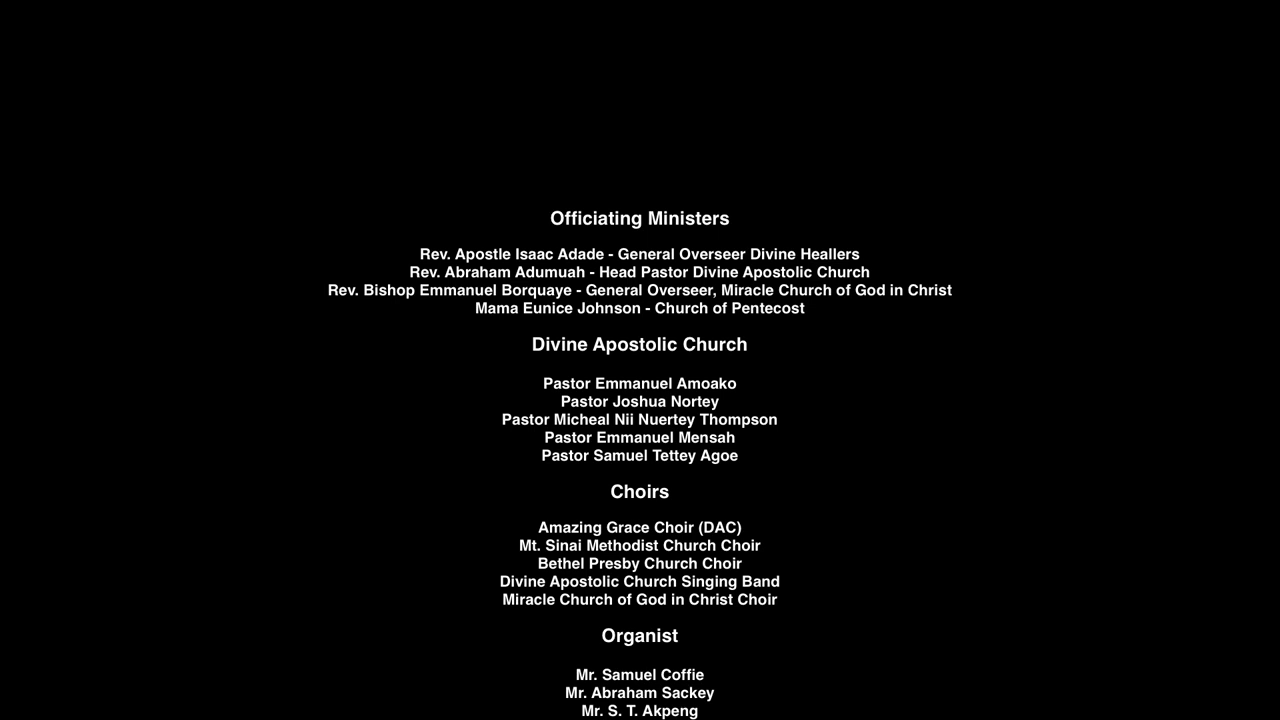 Officiating Ministers
Rev. Apostle Isaac Adade - General Overseer Divine Heallers
Rev. Abraham Adumuah - Head Pastor Divine Apostolic Church
Rev. Bishop Emmanuel Borquaye - General Overseer, Miracle Church of God in Christ
Mama Eunice Johnson - Church of Pentecost
Divine Apostolic Church
Pastor Emmanuel Amoako
Pastor Joshua Nortey
Pastor Micheal Nii Nuertey Thompson
Pastor Emmanuel Mensah
Pastor Samuel Tettey Agoe
Choirs
Amazing Grace Choir (DAC)
Mt. Sinai Methodist Church Choir
Bethel Presby Church Choir
Divine Apostolic Church Singing Band
Miracle Church of God in Christ Choir
Organist
Mr. Samuel Coffie
Mr. Abraham Sackey
Mr. S. T. Akpeng